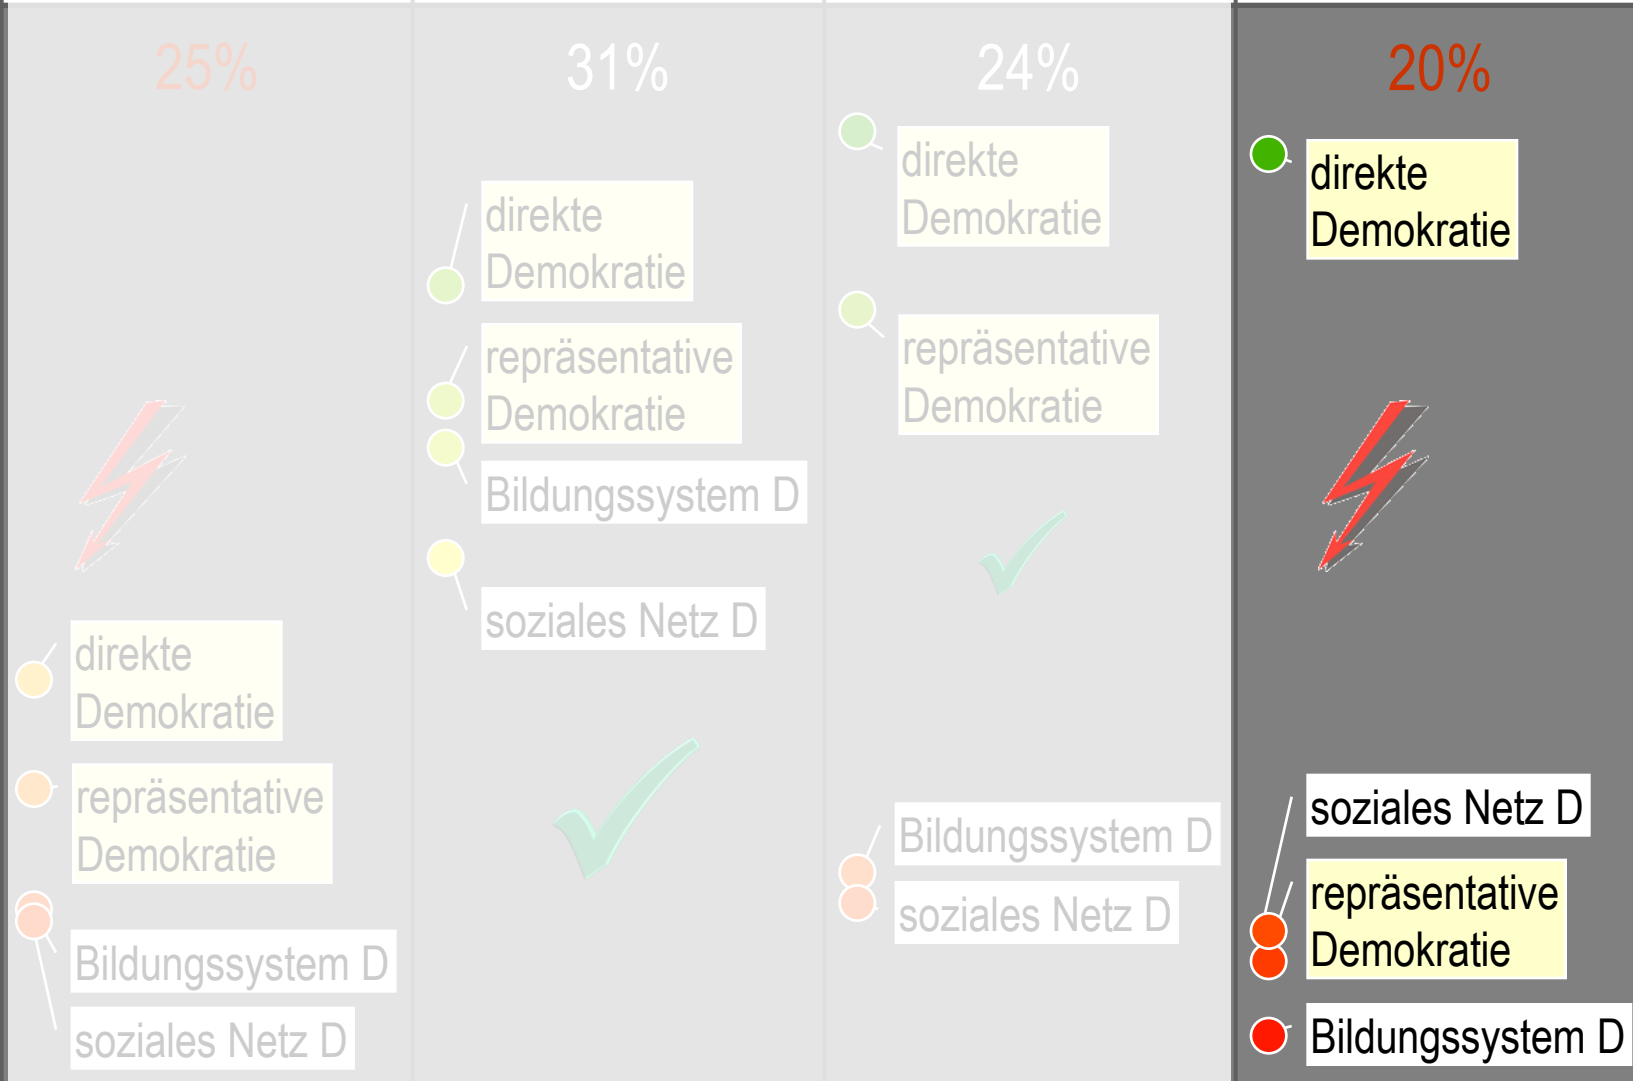 25%
direkte
Demokratie
repräsentative
Demokratie
Bildungssystem D
soziales Netz D
31%
direkte
Demokratie
repräsentative
Demokratie
Bildungssystem D
soziales Netz D
24%
direkte
Demokratie
repräsentative
Demokratie
Bildungssystem D
soziales Netz D
20%
direkte
Demokratie
soziales Netz D
repräsentative
Demokratie
Bildungssystem D